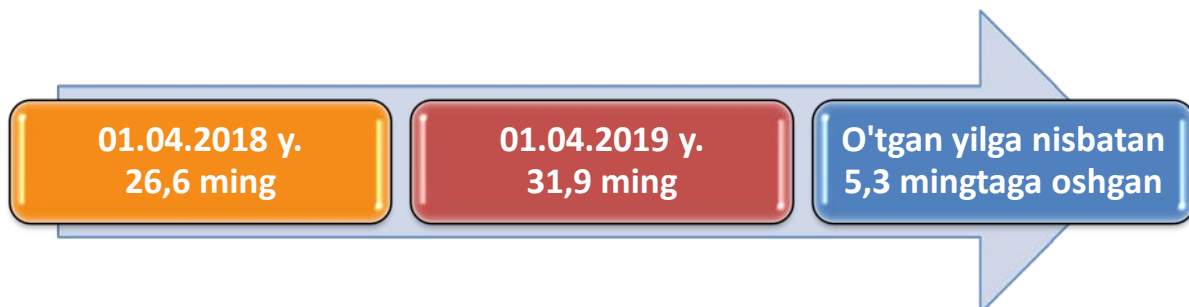 01.04.2018 y.
26,6 ming
01.04.2019 y.
31,9 ming
O'tgan yilga nisbatan
5,3 mingtaga oshgan